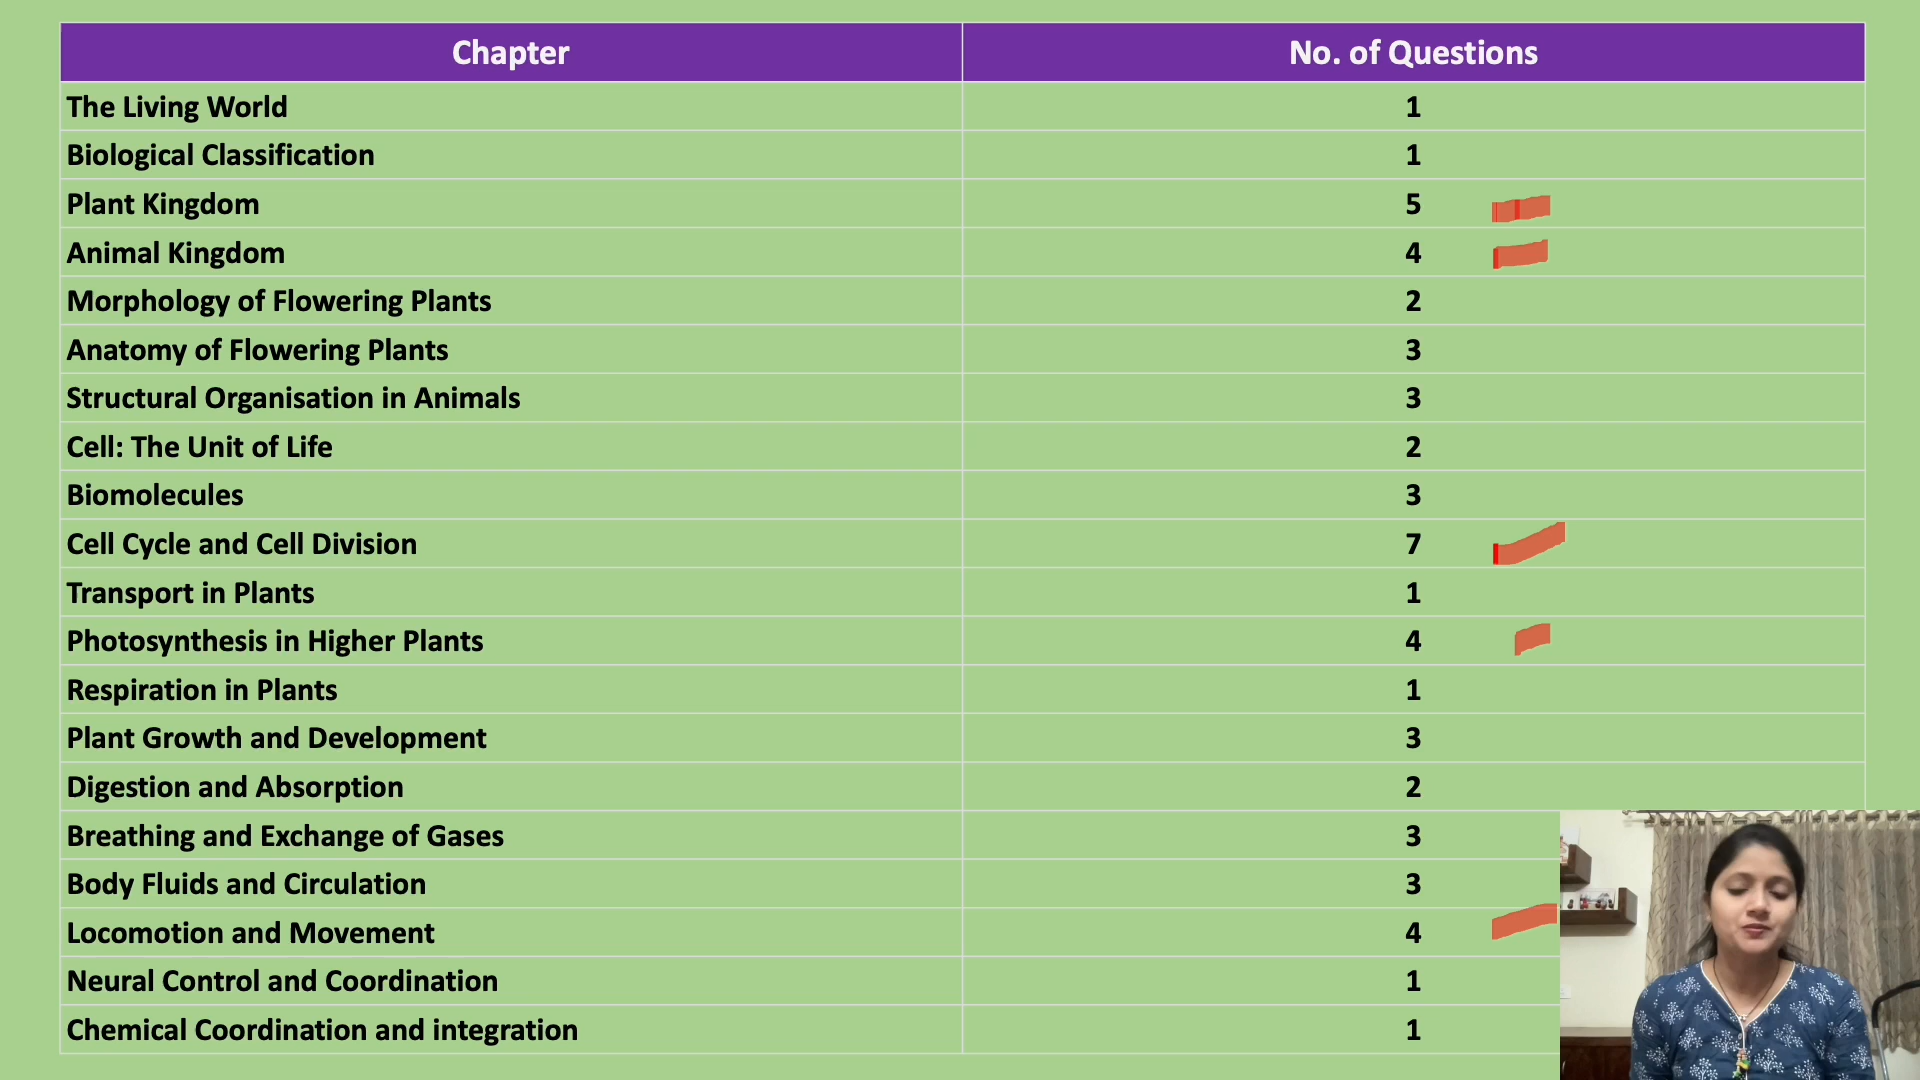 Chapter No. of Questions
The Living World 1
Biological Classification 1
Plant Kingdom 5
Animal Kingdom 4
Morphology of Flowering Plants 2
Anatomy of Flowering Plants 3
Structural Organisation in Animals 3
Cell: The Unit of Life 2
Biomolecules 3
Cell Cycle and Cell Division 7
Transport in Plants 1
Photosynthesis in Higher Plants 4
Respiration in Plants 1
Plant Growth and Development 3
Digestion and Absorption 2
Breathing and Exchange of Gases 3
Body Fluids and Circulation 3
Locomotion and Movement 4
Neural Control and Coordination 1
Chemical Coordination and integration 1